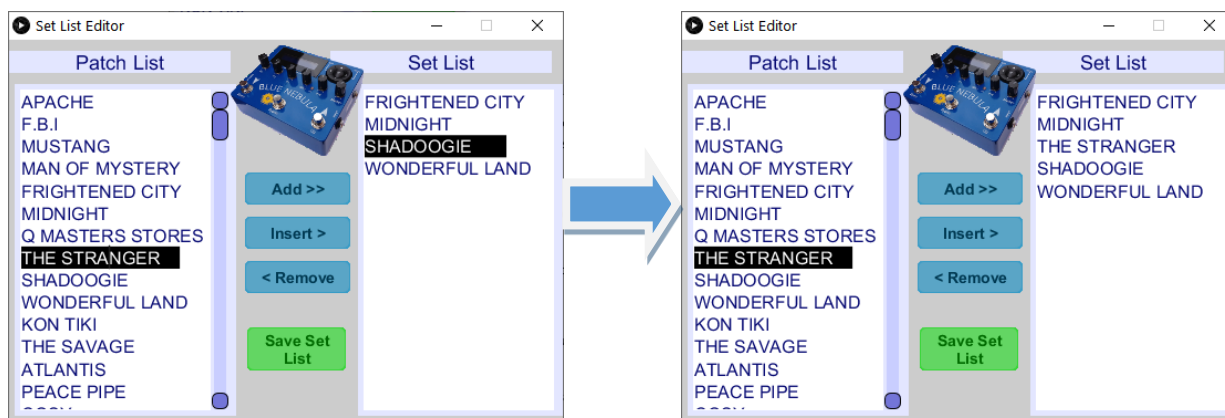 Set List Editor
Patch List
Set List
BLUE NEBULA
APACHE
F.B.I
MUSTANG
MAN OF MYSTERY
FRIGHTENED CITY
MIDNIGHT
Q MASTERS STORES
THE STRANGER
SHADOOGIE
WONDERFUL LAND
KON TIKI
THE SAVAGE
ATLANTIS
PEACE PIPE
Add >>
Insert >
< Remove
Save Set
List
FRIGHTENED CITY
MIDNIGHT
SHADOOGIE
WONDERFUL LAND
Set List Editor
Patch List
Set List
BLUE NEBULA
APACHE
F.B.I
MUSTANG
MAN OF MYSTERY
FRIGHTENED CITY
MIDNIGHT
Q MASTERS STORES
THE STRANGER
SHADOOGIE
WONDERFUL LAND
KON TIKI
THE SAVAGE
ATLANTIS
PEACE PIPE
Add >>
Insert >
< Remove
Save Set
List
FRIGHTENED CITY
MIDNIGHT
THE STRANGER
SHADOOGIE
WONDERFUL LAND